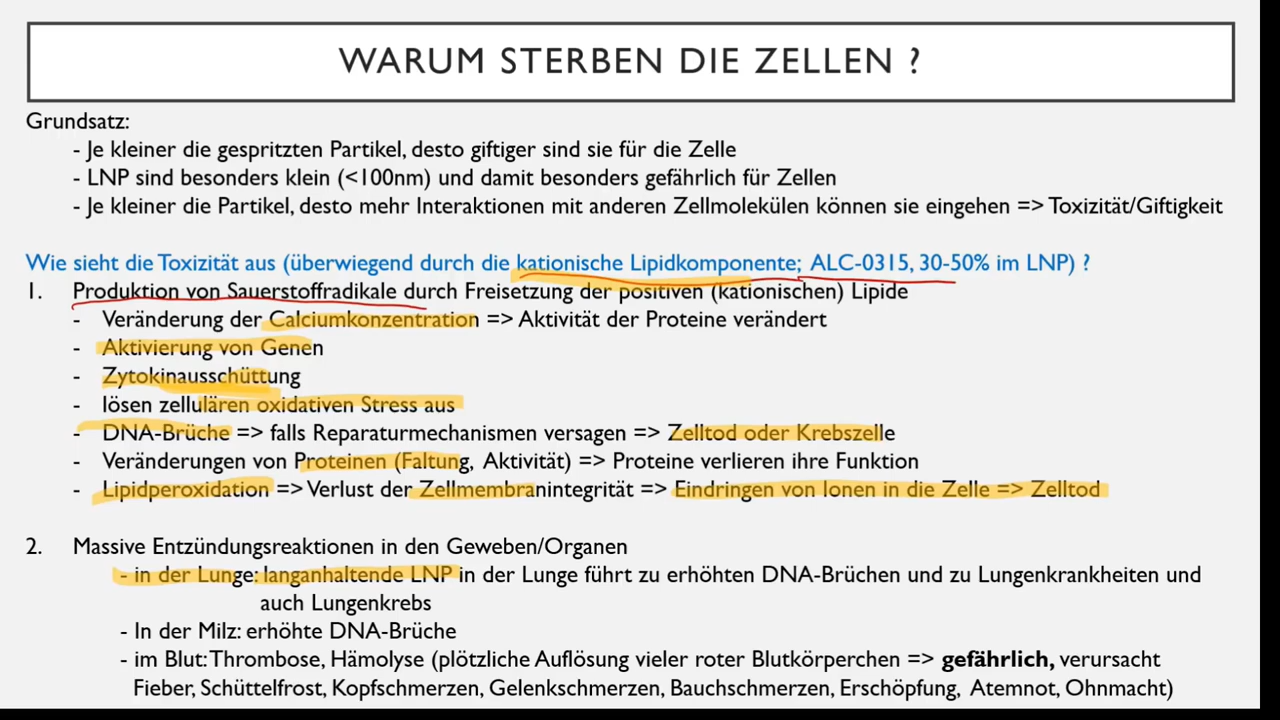 WARUM STERBEN DIE ZELLEN ?
Grundsatz:
- Je kleiner die gespritzten Partikel, desto giftiger sind sie für die Zelle
- LNP sind besonders klein (<100nm) und damit besonders gefährlich für Zellen
- Je kleiner die Partikel, desto mehr Interaktionen mit anderen Zellmolekülen können sie eingehen => Toxizität/Giftigkeit
Wie sieht die Toxizität aus (überwiegend durch die kationische Lipidkomponente; ALC-0315, 30-50% im LNP) ?
1. Produktion von Sauerstoffradikale durch Freisetzung der positiven (kationischen) Lipide
- Veränderung der Calciumkonzentration => Aktivität der Proteine verändert
- Aktivierung von Genen
- Zytokinausschüttung
- lösen zellulären oxidativen Stress aus
- DNA-Brüche => falls Reparaturmechanismen versagen => Zelltod oder Krebszelle
- Veränderungen von Proteinen (Faltung, Aktivität) => Proteine verlieren ihre Funktion
- Lipidperoxidation => Verlust der Zellmembranintegrität => Eindringen von Ionen in die Zelle => Zelltod
2. Massive Entzündungsreaktionen in den Geweben/Organen
- in der Lunge: langanhaltende LNP in der Lunge führt zu erhöhten DNA-Brüchen und zu Lungenkrankheiten und
auch Lungenkrebs
- In der Milz: erhöhte DNA-Brüche
- im Blut: Thrombose, Hämolyse (plötzliche Auflösung vieler roter Blutkörperchen => gefährlich, verursacht
Fieber, Schüttelfrost, Kopfschmerzen, Gelenkschmerzen, Bauchschmerzen, Erschöpfung, Atemnot, Ohnmacht)